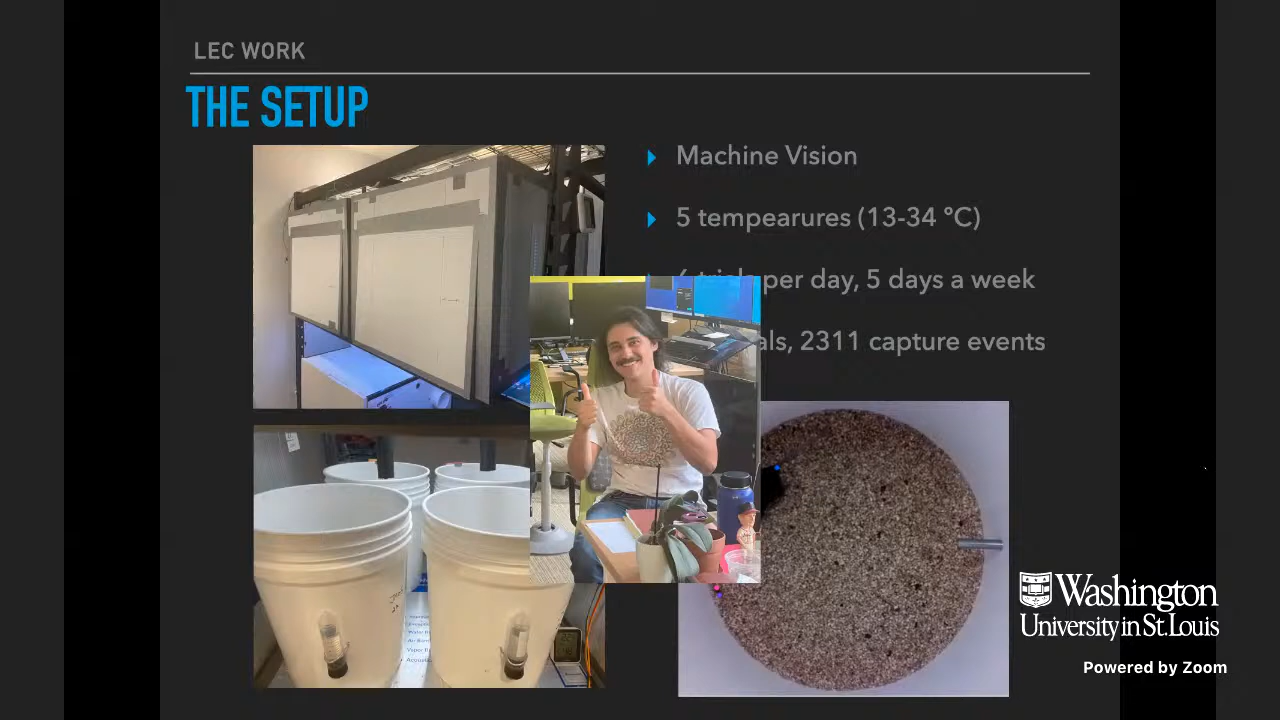 LEC WORK
THE SETUP
Machine Vision
5 tempearures (13-34 °C)
per day, 5 days a week
2311 capture events
Washington
University in St. Louis
Powered by Zoom